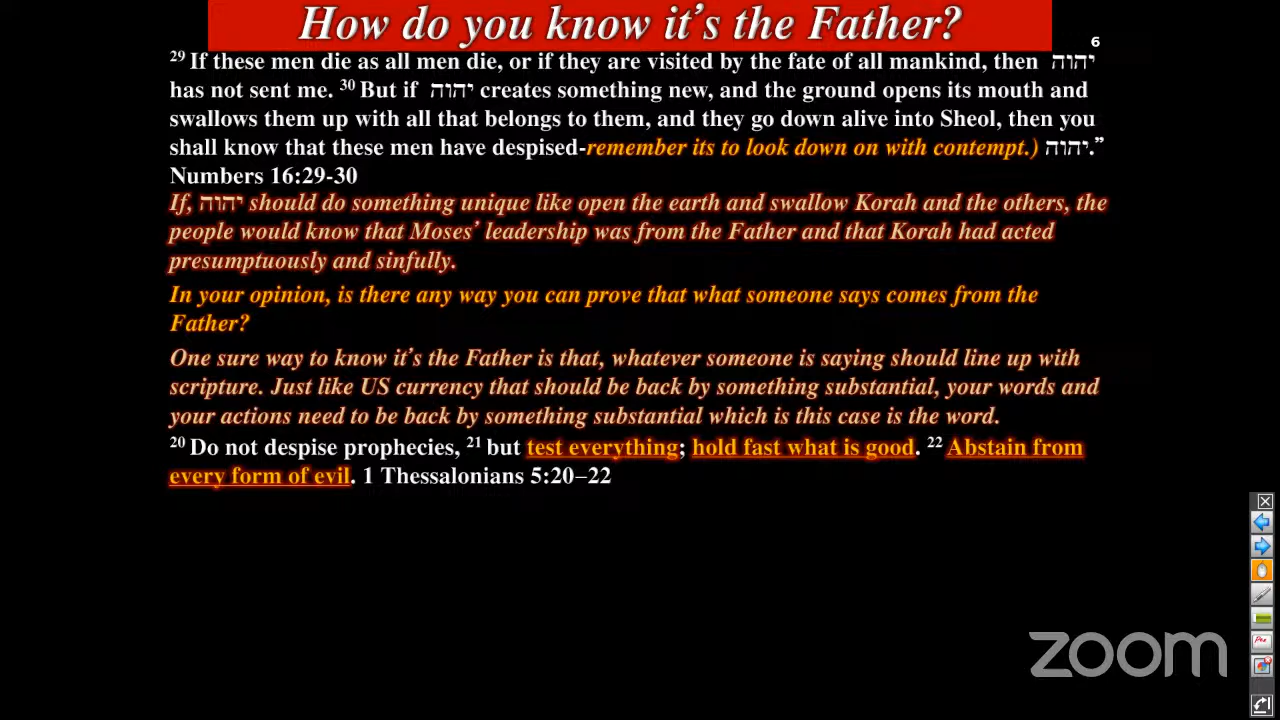 How do you know it's the Father?
6
29 If these men die as all men die, or if they are visited by the fate of all mankind, then יהוה
has not sent me. 30 But if יהוה creates something new, and the ground opens its mouth and
swallows them up with all that belongs to them, and they go down alive into Sheol, then you
shall know that these men have despised-remember its to look down on with contempt.) יהוה.”
Numbers 16:29-30
If, יהוה should do something unique like open the earth and swallow Korah and the others, the
people would know that Moses’ leadership was from the Father and that Korah had acted
presumptuously and sinfully.
In your opinion, is there any way you can prove that what someone says comes from the
Father?
One sure way to know it’s the Father is that, whatever someone is saying should line up with
scripture. Just like US currency that should be back by something substantial, your words and
your actions need to be back by something substantial which is this case is the word.
20 Do not despise prophecies, 21 but test everything; hold fast what is good. 22 Abstain from
every form of evil. 1 Thessalonians 5:20–22
zoom